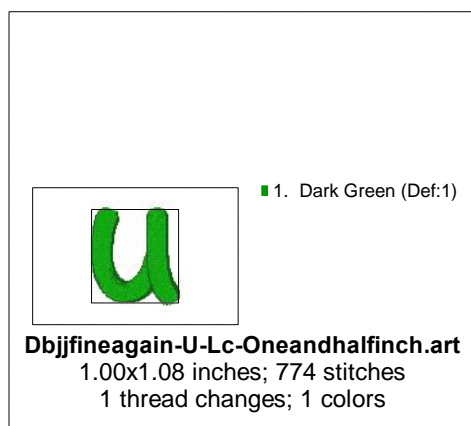 1. Dark Green (Def:1)
u
Dbjjfineagain-U-Lc-Oneandhalfinch.art
1.00x1.08 inches; 774 stitches
1 thread changes; 1 colors